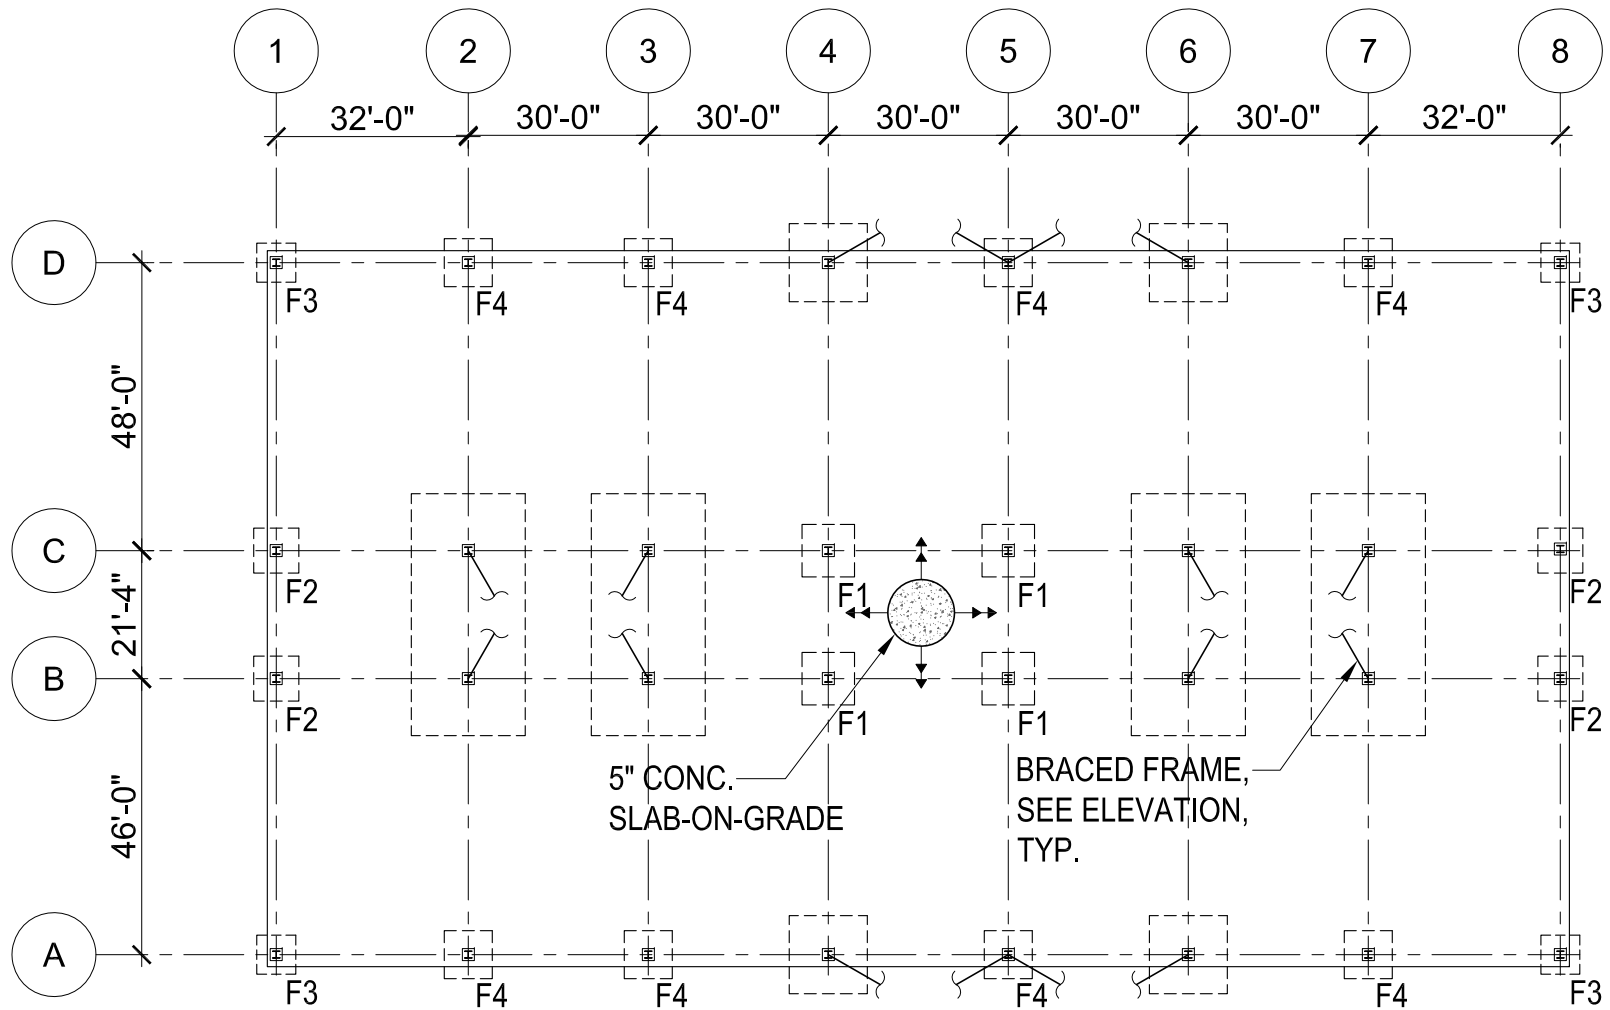 1 2 3 4 5 6 7 8
32'-0" 30'-0" 30'-0" 30'-0" 30'-0" 30'-0" 32'-0"
D
F3 F4 F4 F4 F4 F3
48'-0"
C
F2 F1 F1 F2
21'-4"
B
F2 F1 F1 F2
5" CONC.
SLAB-ON-GRADE
BRACED FRAME,
SEE ELEVATION,
TYP.
46'-0"
A
F3 F4 F4 F4 F4 F3